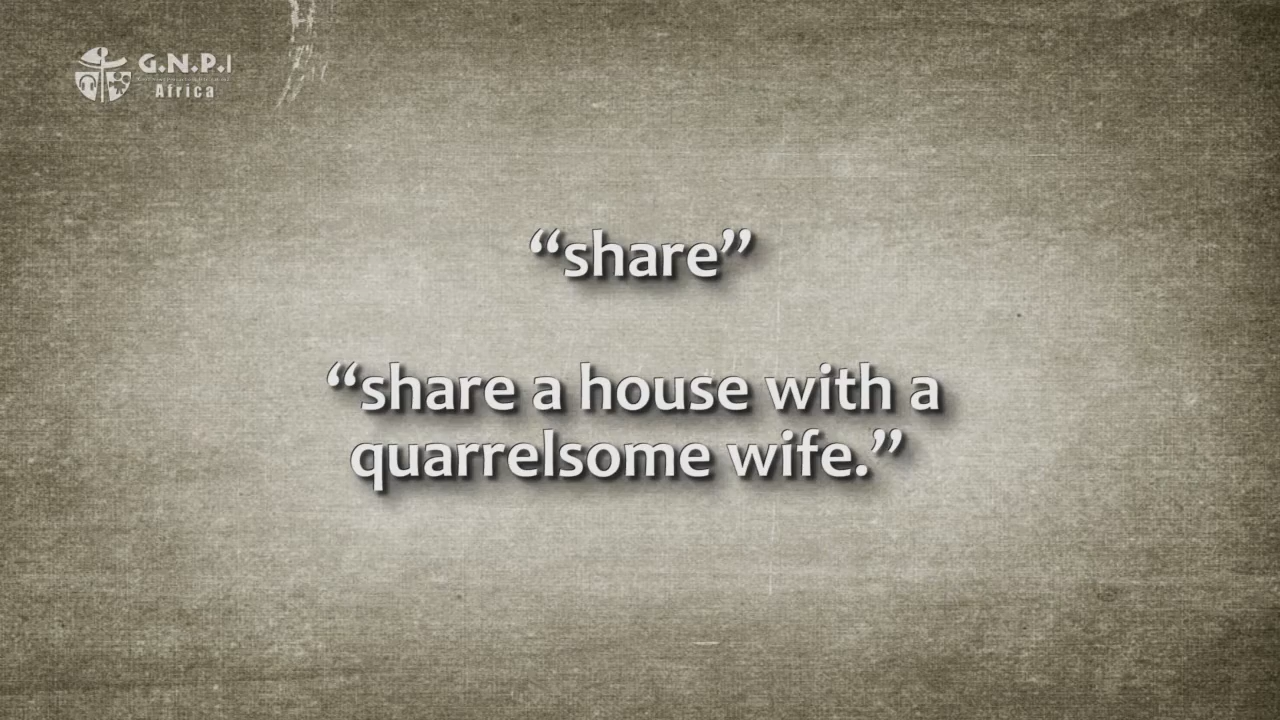 G.N.P.I
Africa
“share”
“share a house with a
quarrelsome wife.”